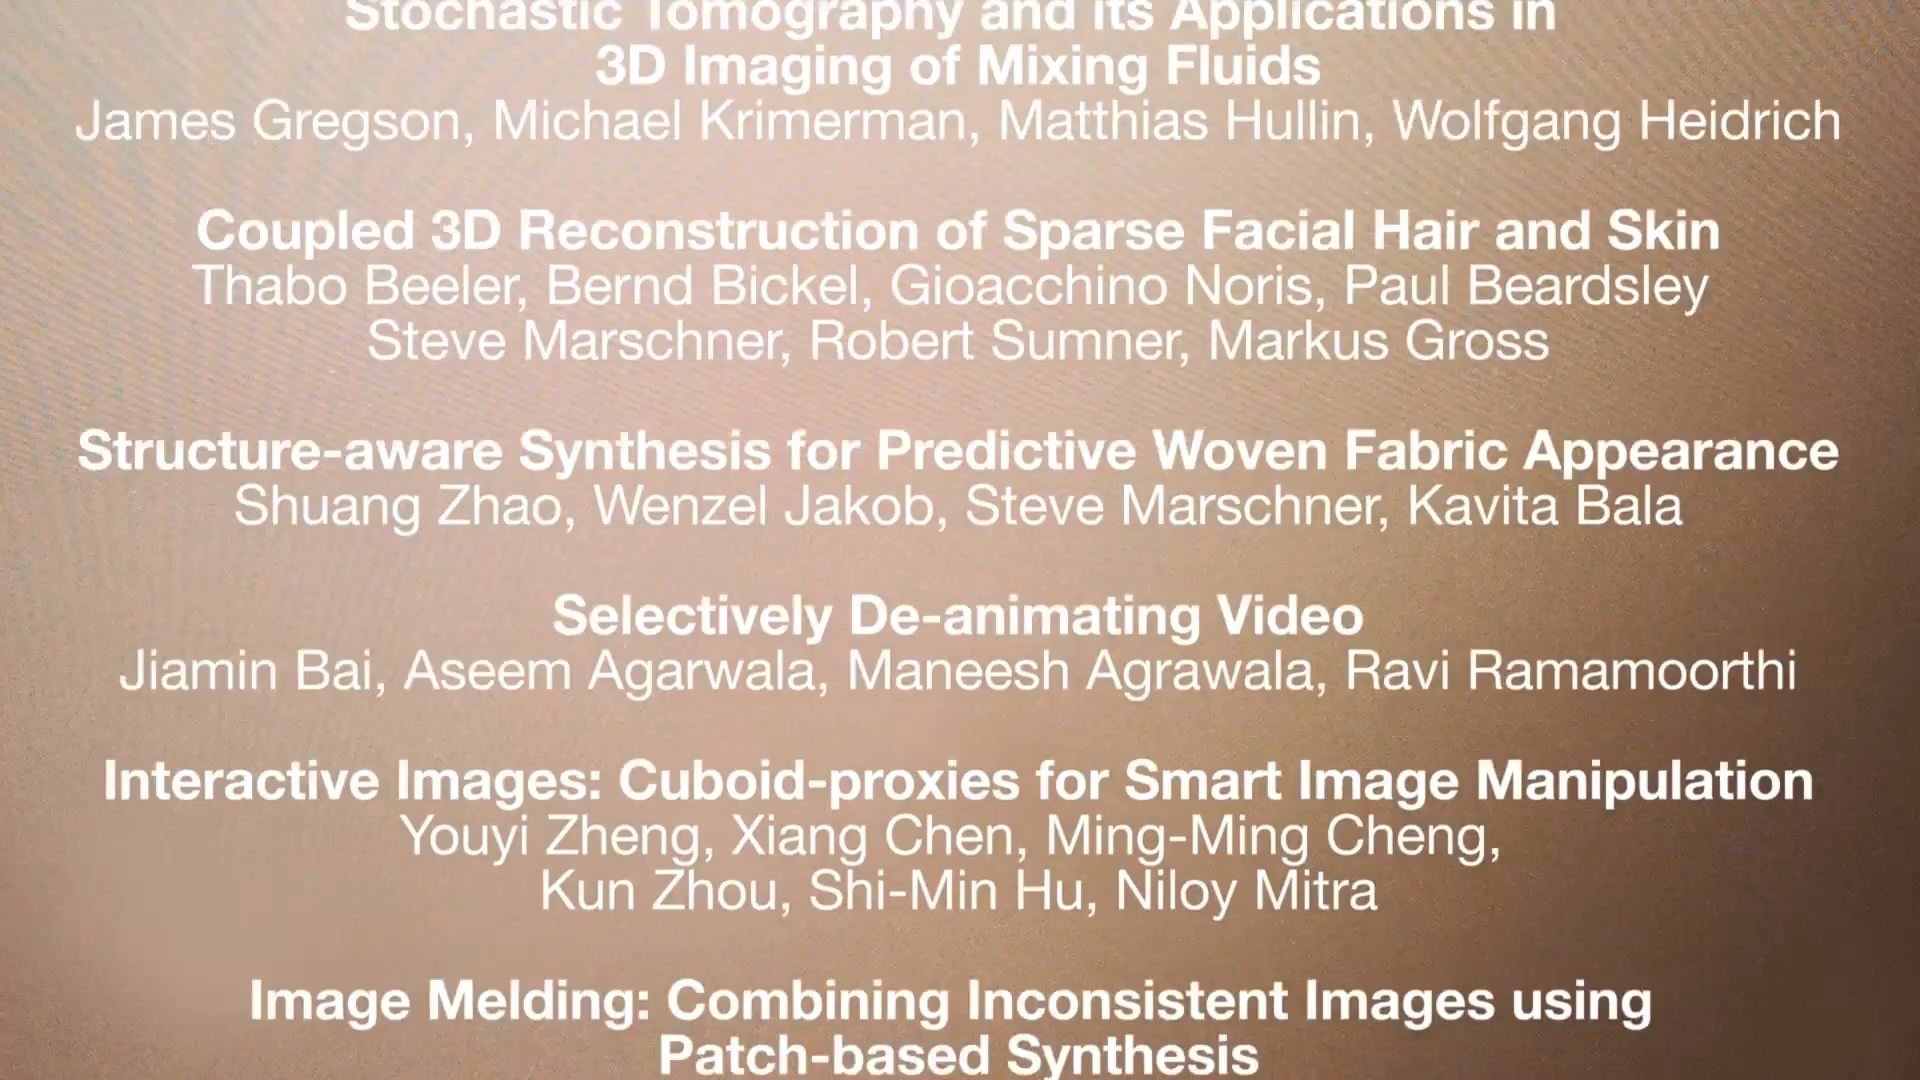 Stochastic Tomography and its Applications in
3D Imaging of Mixing Fluids
James Gregson, Michael Krimerman, Matthias Hullin, Wolfgang Heidrich
Coupled 3D Reconstruction of Sparse Facial Hair and Skin
Thabo Beeler, Bernd Bickel, Gioacchino Noris, Paul Beardsley
Steve Marschner, Robert Sumner, Markus Gross
Structure-aware Synthesis for Predictive Woven Fabric Appearance
Shuang Zhao, Wenzel Jakob, Steve Marschner, Kavita Bala
Selectively De-animating Video
Jiamin Bai, Aseem Agarwala, Maneesh Agrawala, Ravi Ramamoorthi
Interactive Images: Cuboid-proxies for Smart Image Manipulation
Youyi Zheng, Xiang Chen, Ming-Ming Cheng,
Kun Zhou, Shi-Min Hu, Niloy Mitra
Image Melding: Combining Inconsistent Images using
Patch-based Synthesis